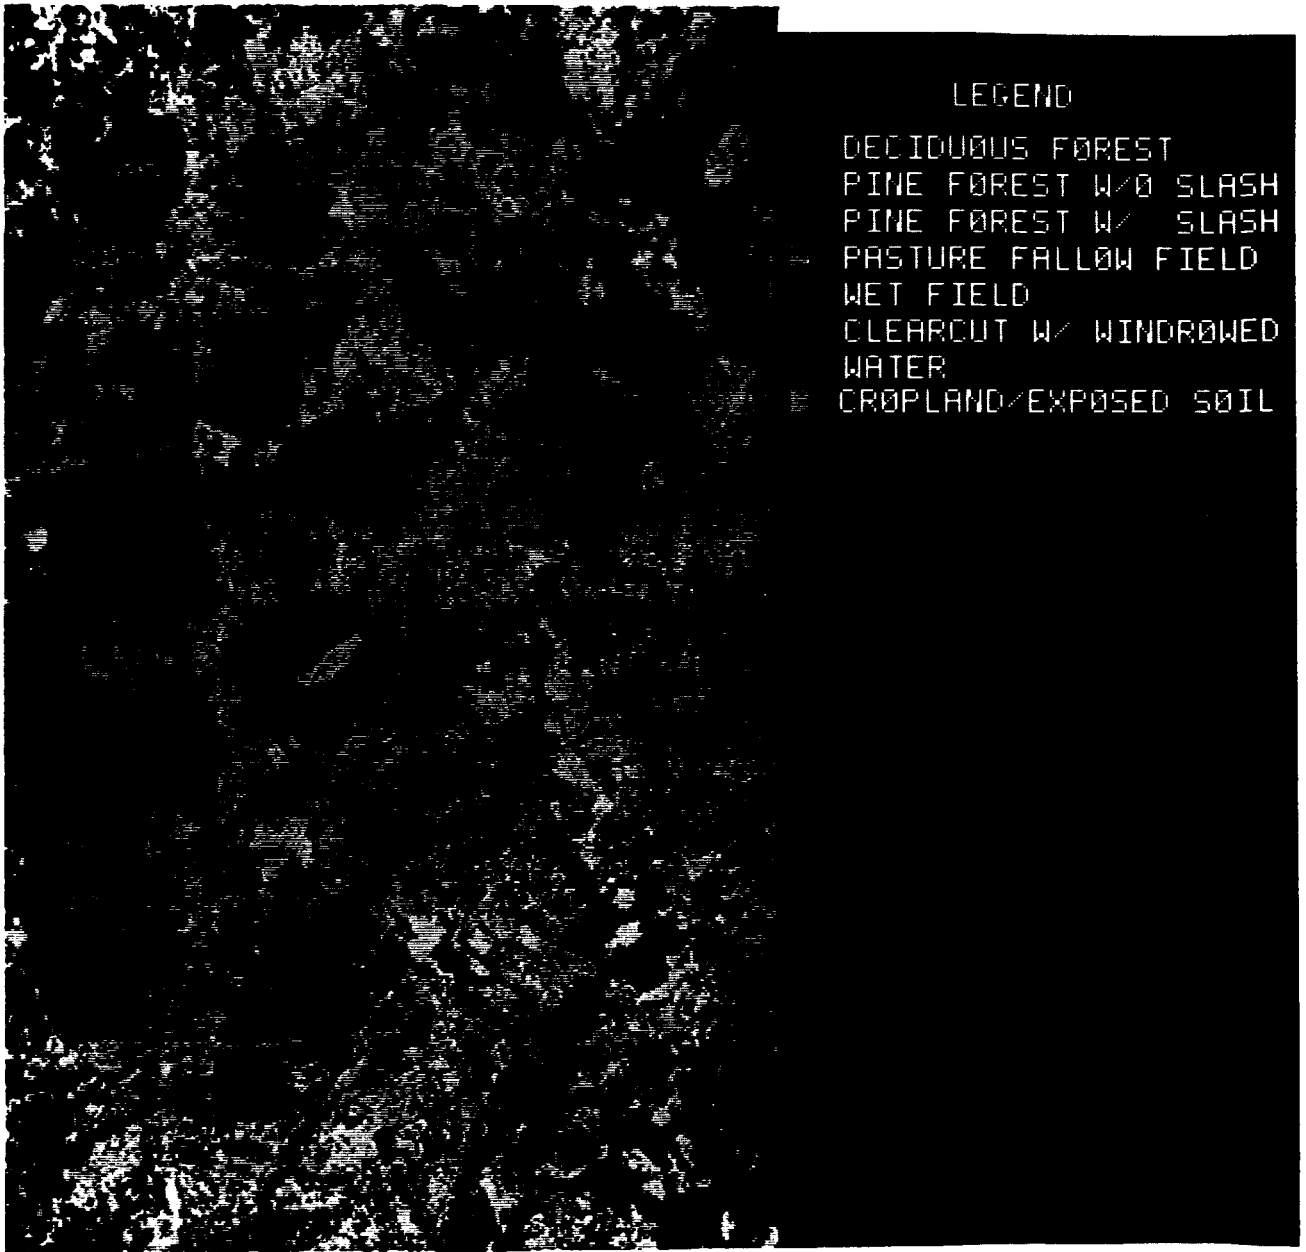 LEGEND
DECIDUØUS FØREST
PINE FØREST W/Ø SLASH
PINE FØREST W/ SLASH
PASTURE FALLØW FIELD
WET FIELD
CLEARCUT W/ WINDRØWED
WATER
CRØPLAND/EXPØSED SØIL